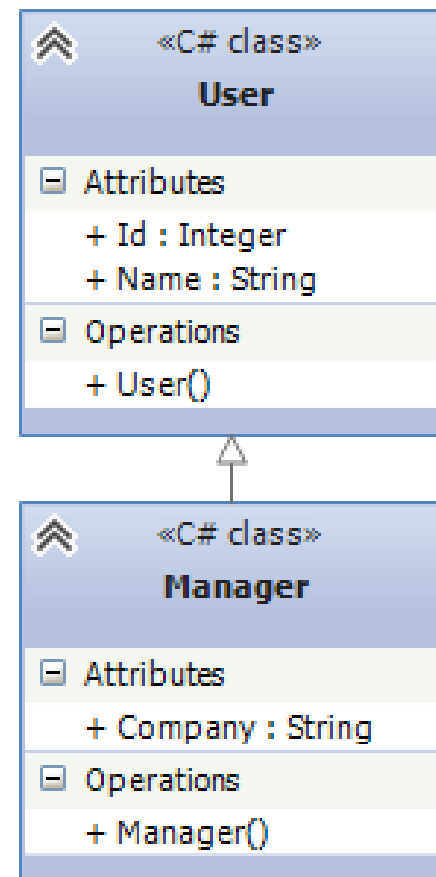 «C# class»
User
Attributes
+ Id : Integer
+ Name : String
Operations
+ User()
«C# class»
Manager
Attributes
+ Company : String
Operations
+ Manager()